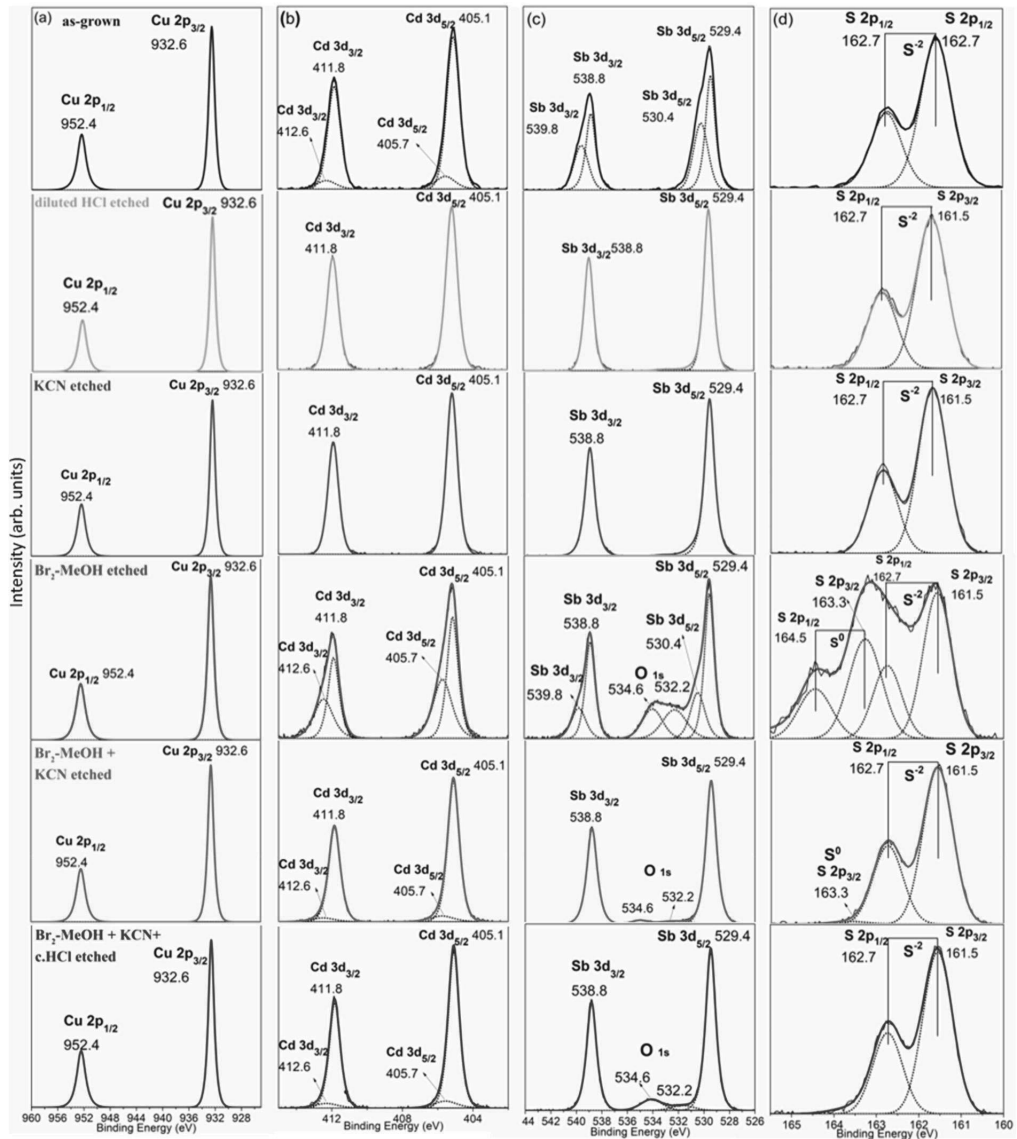 Intensity (arb. units)
(a) as-grown
Cu 2p3/2
932.6
Cu 2p1/2
952.4
(b)
Cd 3d5/2 405.1
Cd 3d3/2
411.8
Cd 3d3/2
412.6
Cd 3d5/2
405.7
(c)
Sb 3d5/2 529.4
Sb 3d3/2
538.8
Sb 3d3/2
539.8
Sb 3d5/2
530.4
(d)
S 2p1/2 S 2p1/2
162.7 S-2 162.7
diluted HCl etched
Cu 2p3/2 932.6
Cu 2p1/2
952.4
Cd 3d5/2 405.1
Cd 3d3/2
411.8
Sb 3d5/2 529.4
Sb 3d3/2 538.8
S 2p1/2 S 2p3/2
162.7 S-2 161.5
KCN etched
Cu 2p3/2 932.6
Cu 2p1/2
952.4
Cd 3d5/2 405.1
Cd 3d3/2
411.8
Sb 3d5/2 529.4
Sb 3d3/2
538.8
S 2p1/2 S 2p3/2
162.7 S-2 161.5
Br2-MeOH etched
Cu 2p3/2 932.6
Cu 2p1/2 952.4
Cd 3d5/2 405.1
Cd 3d3/2
411.8
Cd 3d3/2
412.6
Cd 3d5/2
405.7
Sb 3d5/2
529.4
Sb 3d3/2
538.8
Sb 3d5/2
530.4
Sb 3d3/2
539.8
O 1s
534.6 532.2
S 2p1/2
162.7
S 2p3/2
163.3
S-2
S 2p3/2
161.5
S 2p1/2
164.5
S0
Br2-MeOH +
KCN etched
Cu 2p3/2 932.6
Cu 2p1/2
952.4
Cd 3d5/2 405.1
Cd 3d3/2
411.8
Cd 3d3/2
412.6
Cd 3d5/2
405.7
Sb 3d5/2 529.4
Sb 3d3/2
538.8
O 1s
534.6 532.2
S 2p1/2 S 2p3/2
162.7 S-2 161.5
S0
S 2p3/2
163.3
Br2-MeOH + KCN+
c.HCl etched
Cu 2p3/2
932.6
Cu 2p1/2
952.4
Cd 3d5/2 405.1
Cd 3d3/2
411.8
Cd 3d3/2
412.6
Cd 3d5/2
405.7
Sb 3d5/2 529.4
Sb 3d3/2
538.8
O 1s
534.6 532.2
S 2p1/2 S 2p3/2
162.7 S-2 161.5
960 956 952 948 944 940 936 932 928
Binding Energy (eV)
412 408 404
Binding Energy (eV)
44 542 540 538 536 534 532 530 528 526
Binding Energy (eV)
165 164 163 162 161 160
Binding Energy (eV)